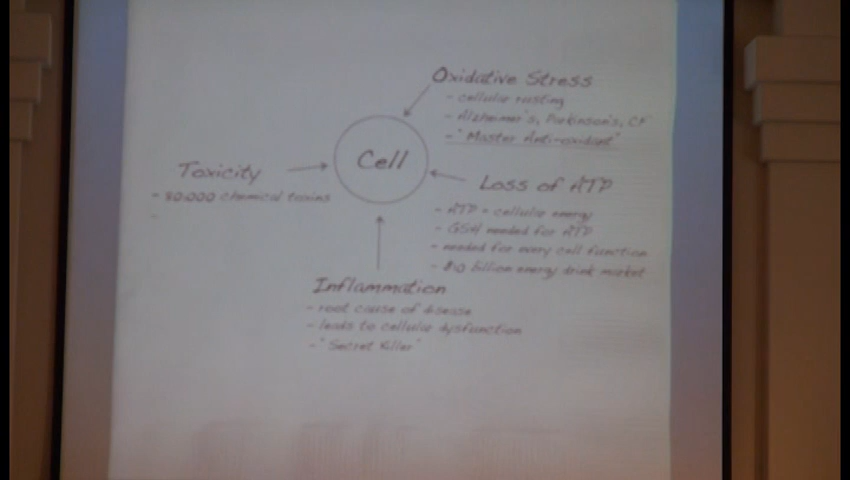 Oxidative Stress
- cellular rusting
- Alzheimer's, Parkinson's, CF
- "Master Anti-oxidant"
Cell
Toxicity
- 80,000 chemical toxins
-
Loss of ATP
- ATP = cellular energy
- GSH needed for ATP
- needed for every cell function
- $10 billion energy drink market
Inflammation
- root cause of disease
- leads to cellular dysfunction
- "Secret Killer"